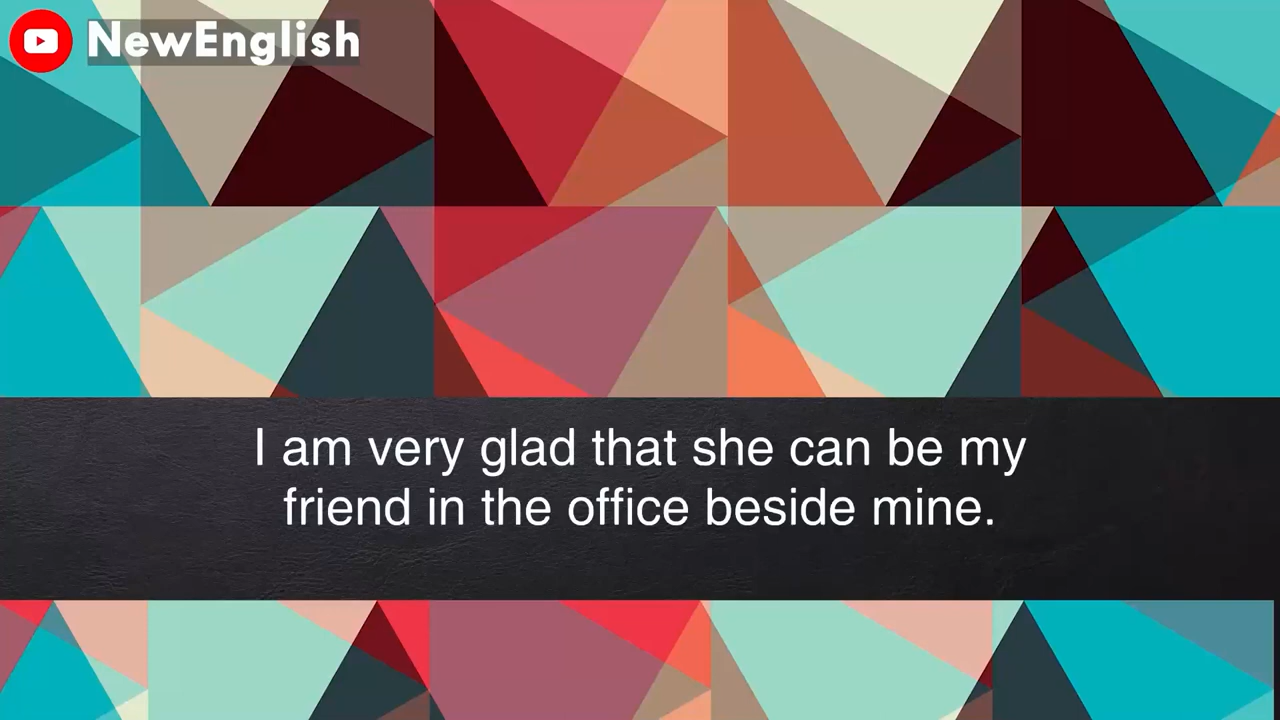 NewEnglish
I am very glad that she can be my
friend in the office beside mine.